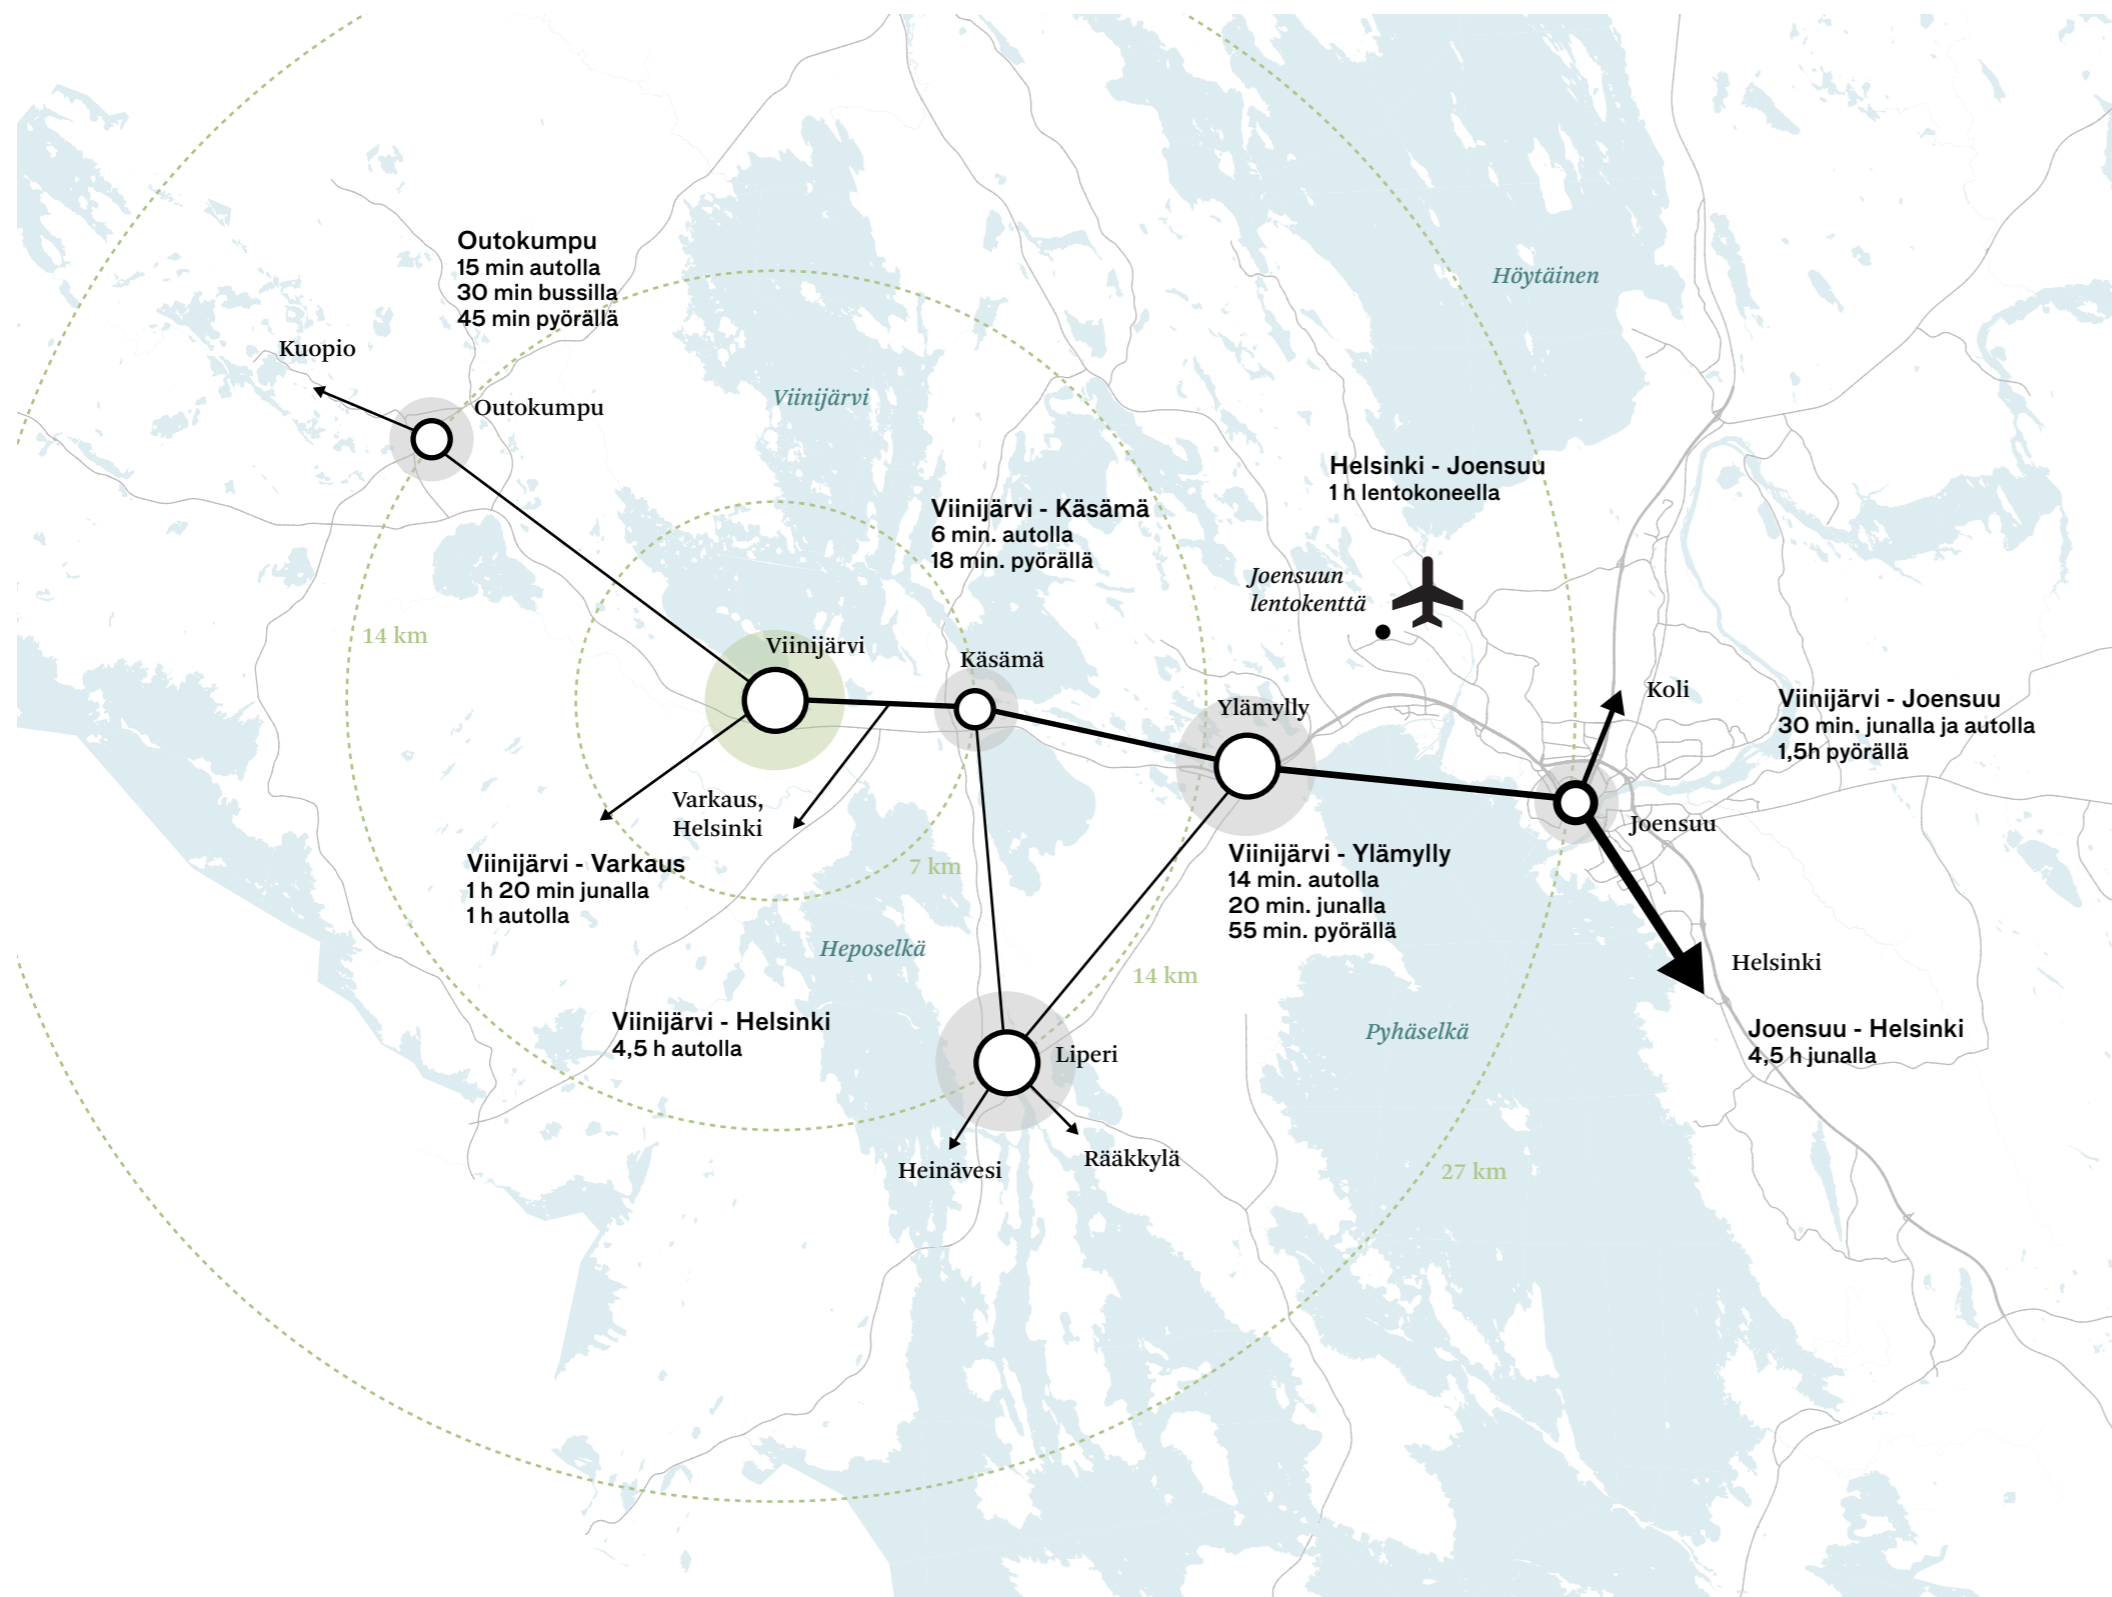 Outokumpu
15 min autolla
30 min bussilla
45 min pyörällä
Kuopio
Outokumpu
Höytäinen
Viinijärvi
Helsinki - Joensuu
1 h lentokoneella
Viinijärvi - Käsämä
6 min. autolla
18 min. pyörällä
Joensuun
lentokenttä
14 km
Viinijärvi
Käsämä
Ylämylly
Koli
Viinijärvi - Joensuu
30 min. junalla ja autolla
1,5h pyörällä
Varkaus,
Helsinki
Joensuu
Viinijärvi - Varkaus
1 h 20 min junalla
1 h autolla
7 km
Viinijärvi - Ylämylly
14 min. autolla
20 min. junalla
55 min. pyörällä
Heposelkä
14 km
Helsinki
Viinijärvi - Helsinki
4,5 h autolla
Liperi
Pyhäselkä
Joensuu - Helsinki
4,5 h junalla
Heinävesi
Rääkkylä
27 km